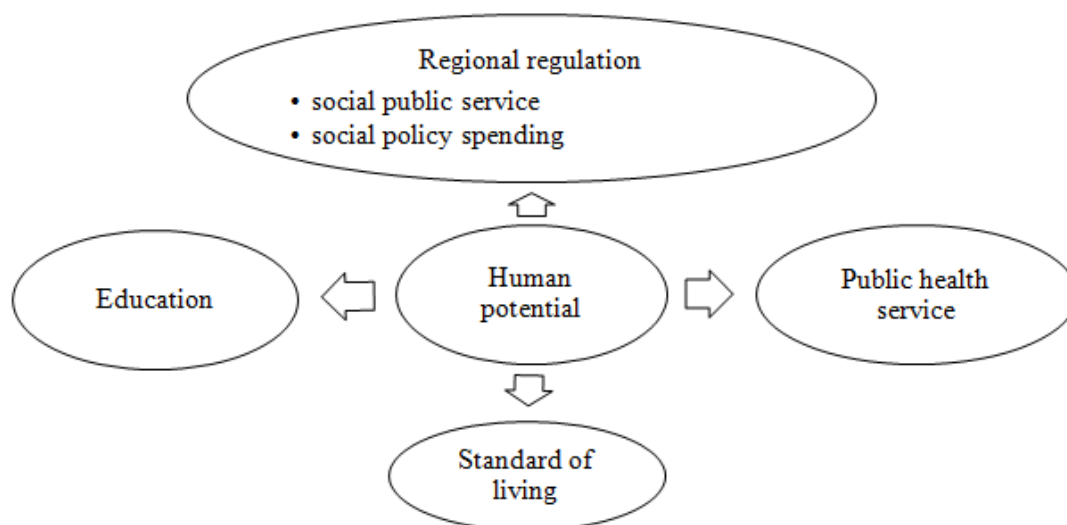 Regional regulation
• social public service
• social policy spending
Education
Human
potential
Public health
service
Standard of
living